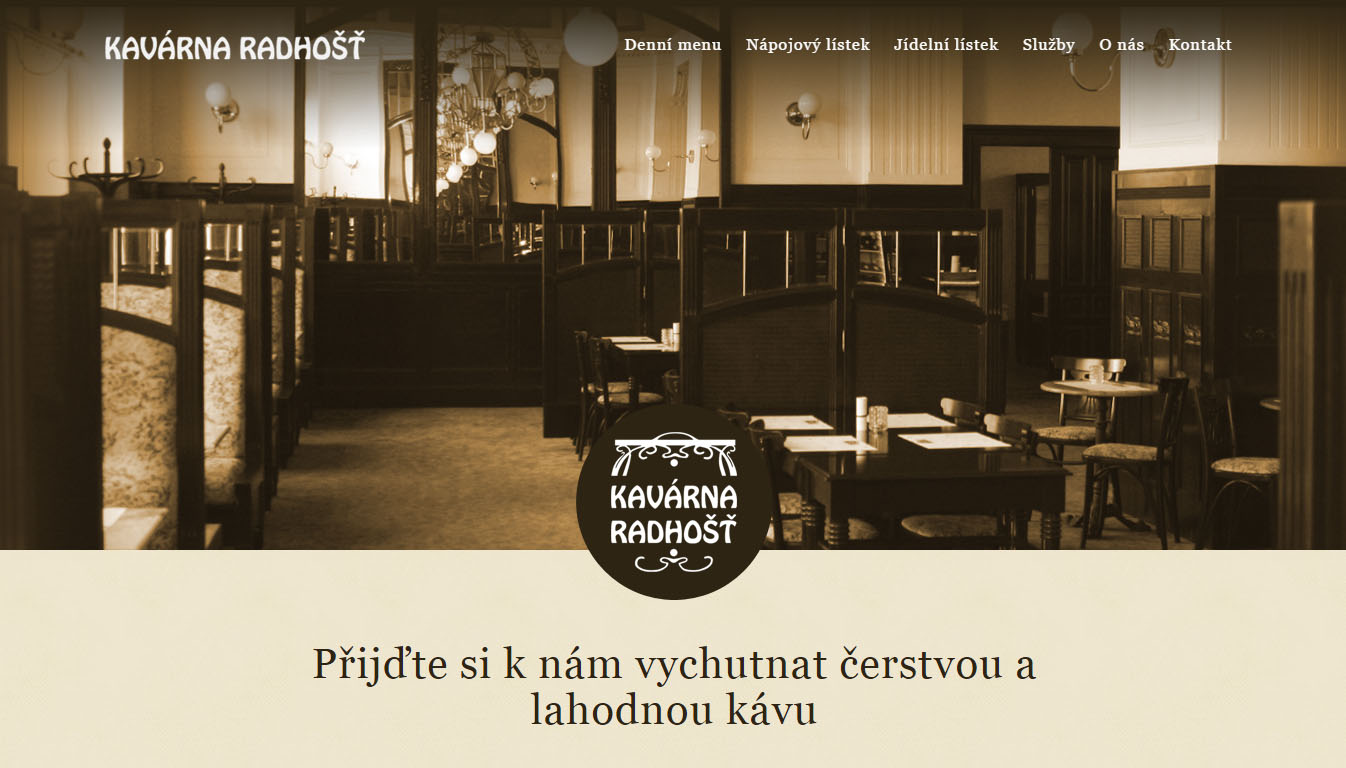 KAVÁRNA RADHOŠŤ
Denní menu Nápojový lístek Jídelní lístek Služby O nás Kontakt
KAVÁRNA
RADHOŠŤ
Přijďte si k nám vychutnat čerstvou a
lahodnou kávu